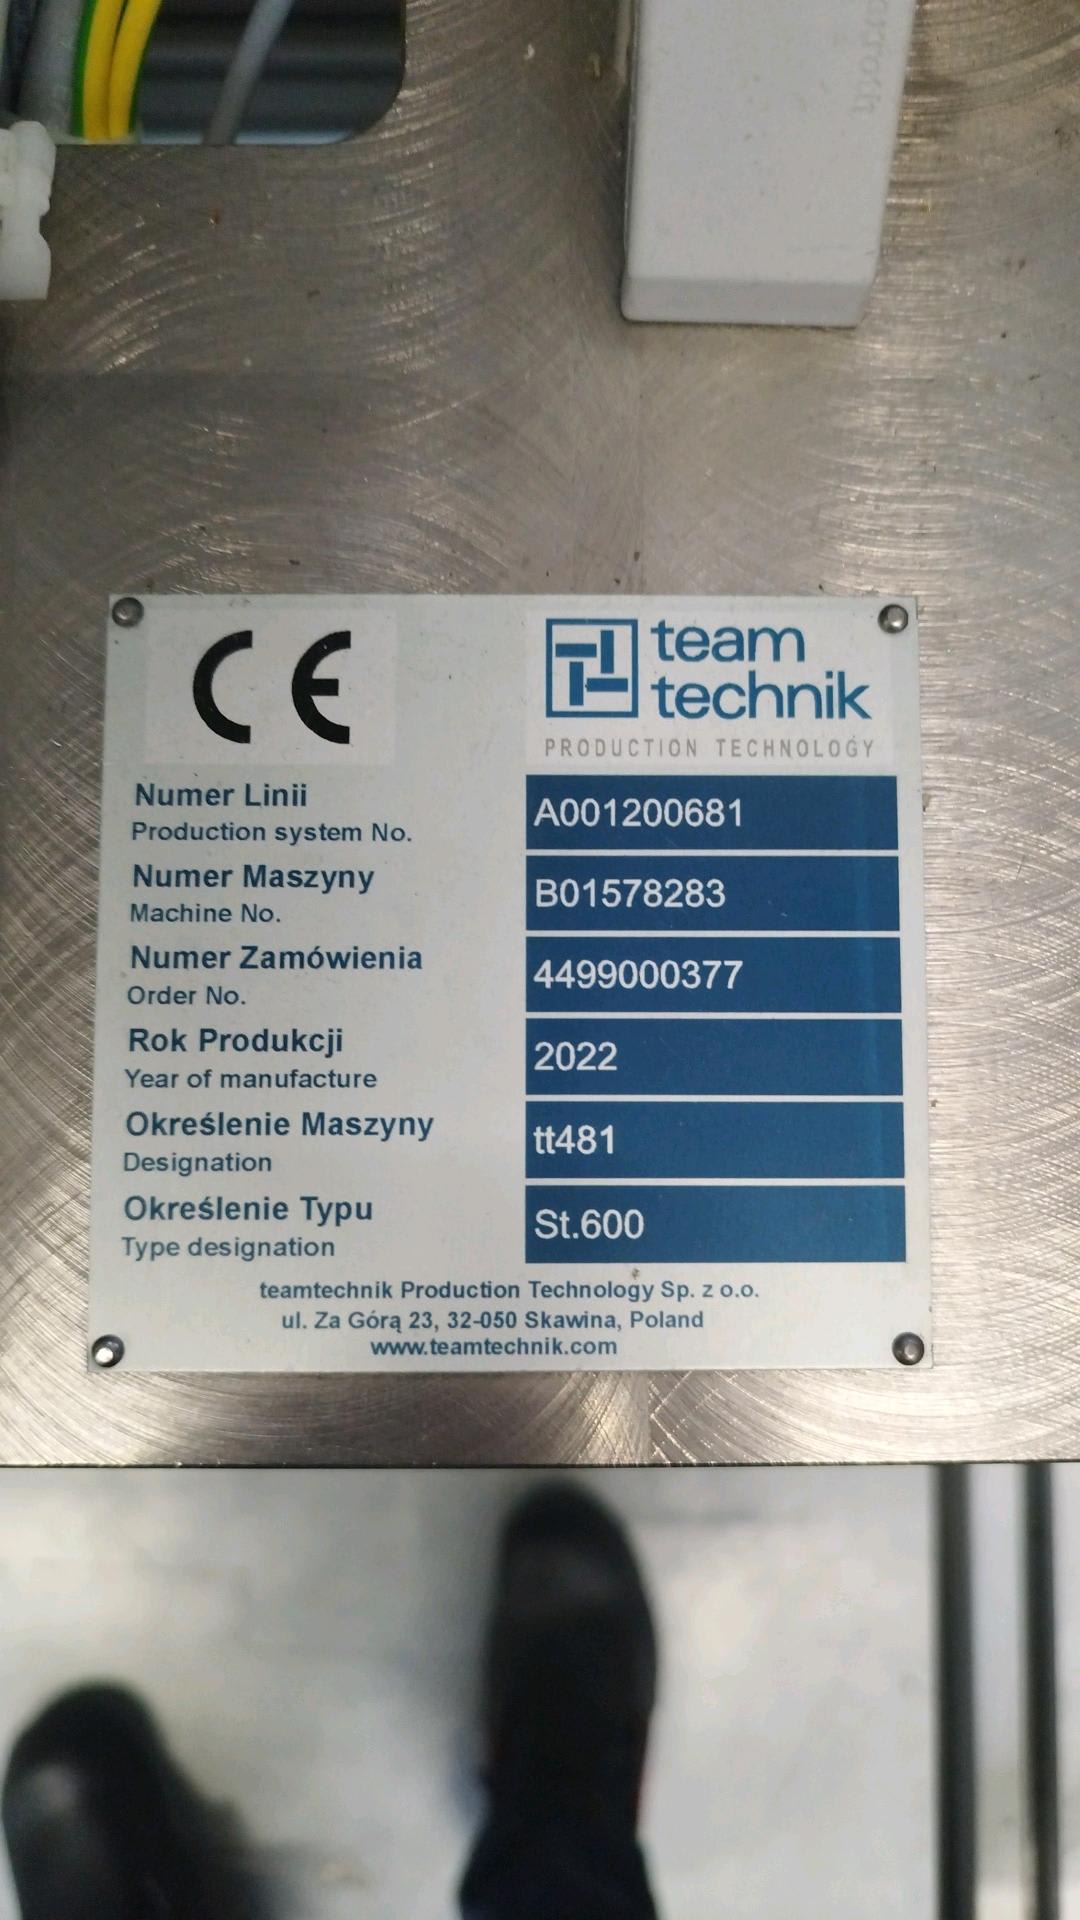 CE
team
technik
PRODUCTION TECHNOLOGY
Numer Linii
Production system No.
A001200681
Numer Maszyny
Machine No.
B01578283
Numer Zamówienia
Order No.
4499000377
Rok Produkcji
Year of manufacture
2022
Określenie Maszyny
Designation
tt481
Określenie Typu
Type designation
St.600
teamtechnik Production Technology Sp. z o.o.
ul. Za Górą 23, 32-050 Skawina, Poland
www.teamtechnik.com